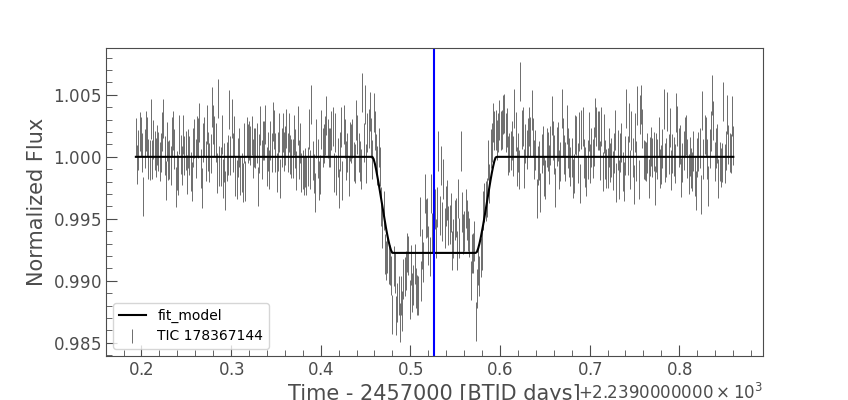 1.005
1.000
0.995
0.990
0.985
Normalized Flux
fit_model
TIC 178367144
0.2 0.3 0.4 0.5 0.6 0.7 0.8
Time - 2457000 [BTJD days]
+2.2390000000 × 10³